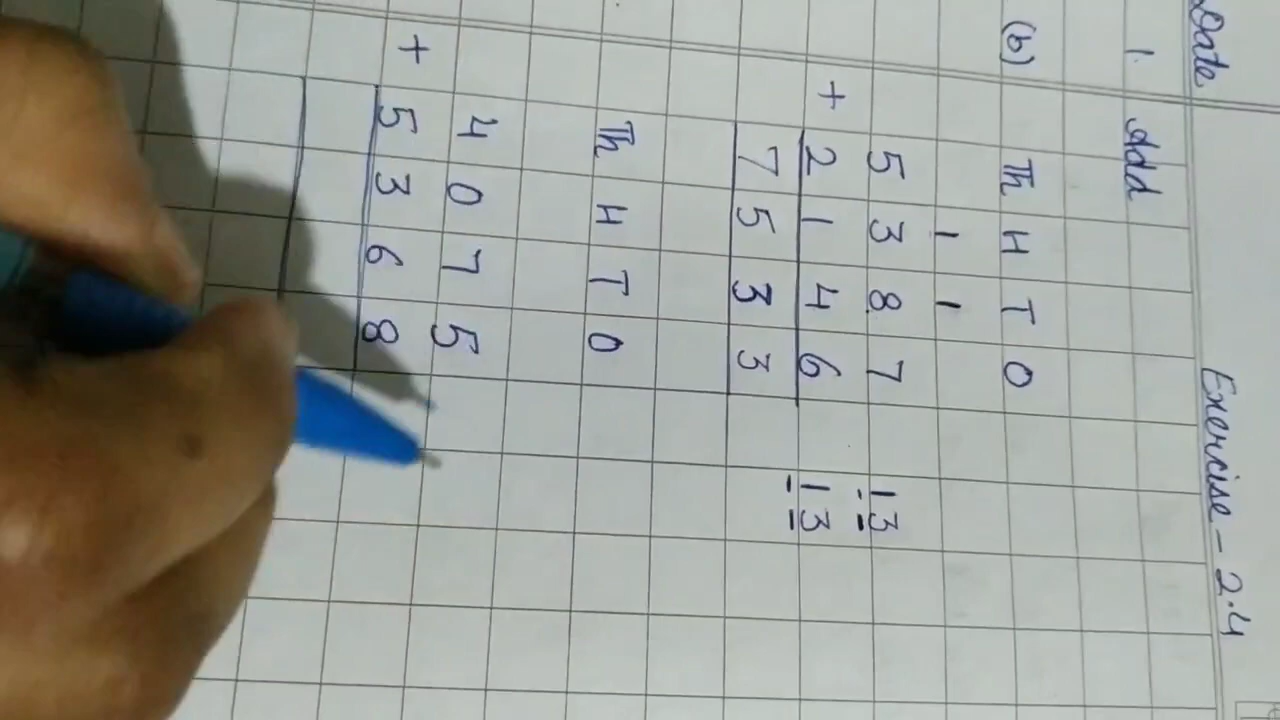 Date
Exercise - 2.4
1. Add
(b) Th H T O
1 1
5 3 8 7 13
+ 2 1 4 6 13
7 5 3 3
Th H T O
4 0 7 5
+ 5 3 6 8